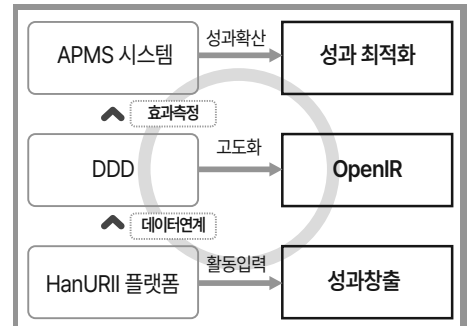 APMS 시스템
성과확산
성과 최적화
효과측정
DDD
고도화
OpenIR
데이터연계
HanURII 플랫폼
활동입력
성과창출